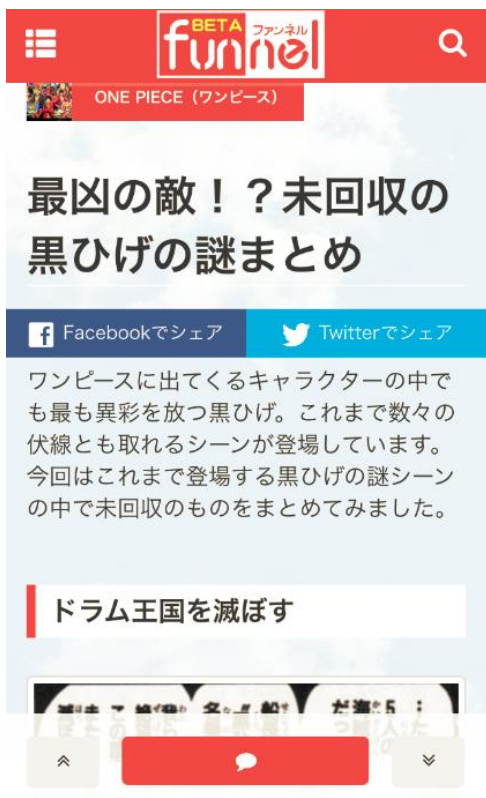 BETA
ファンネル
funnel
ONE PIECE(ワンピース)
最凶の敵!?未回収の
黒ひげの謎まとめ
Facebookでシェア
Twitterでシェア
ワンピースに出てくるキャラクターの中で
も最も異彩を放つ黒ひげ。これまで数々の
伏線とも取れるシーンが登場しています。
今回はこれまで登場する黒ひげの謎シーン
の中で未回収のものをまとめてみました。
ドラム王国を滅ぼす